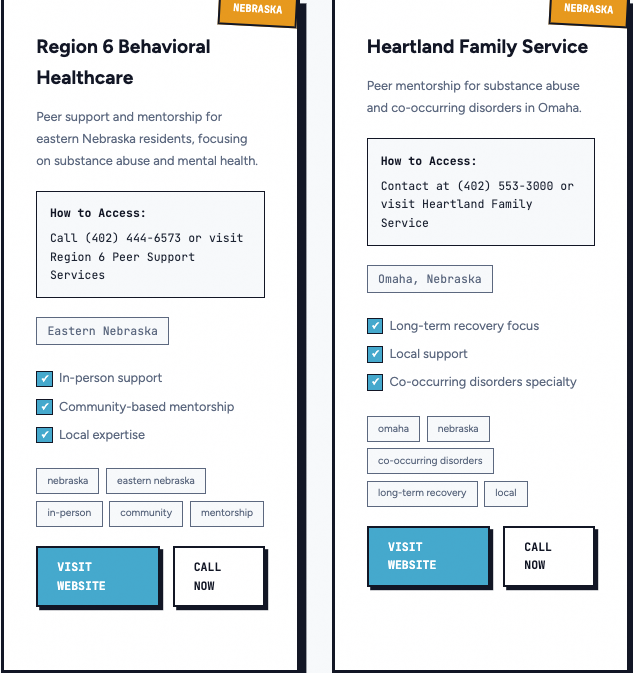 NEBRASKA
Region 6 Behavioral
Healthcare
Peer support and mentorship for
eastern Nebraska residents, focusing
on substance abuse and mental health.
How to Access:
Call (402) 444-6573 or visit
Region 6 Peer Support
Services
Eastern Nebraska
In-person support
Community-based mentorship
Local expertise
nebraska eastern nebraska
in-person community mentorship
VISIT
WEBSITE
CALL
NOW
NEBRASKA
Heartland Family Service
Peer mentorship for substance abuse
and co-occurring disorders in Omaha.
How to Access:
Contact at (402) 553-3000 or
visit Heartland Family
Service
Omaha, Nebraska
Long-term recovery focus
Local support
Co-occurring disorders specialty
omaha nebraska
co-occurring disorders
long-term recovery local
VISIT
WEBSITE
CALL
NOW